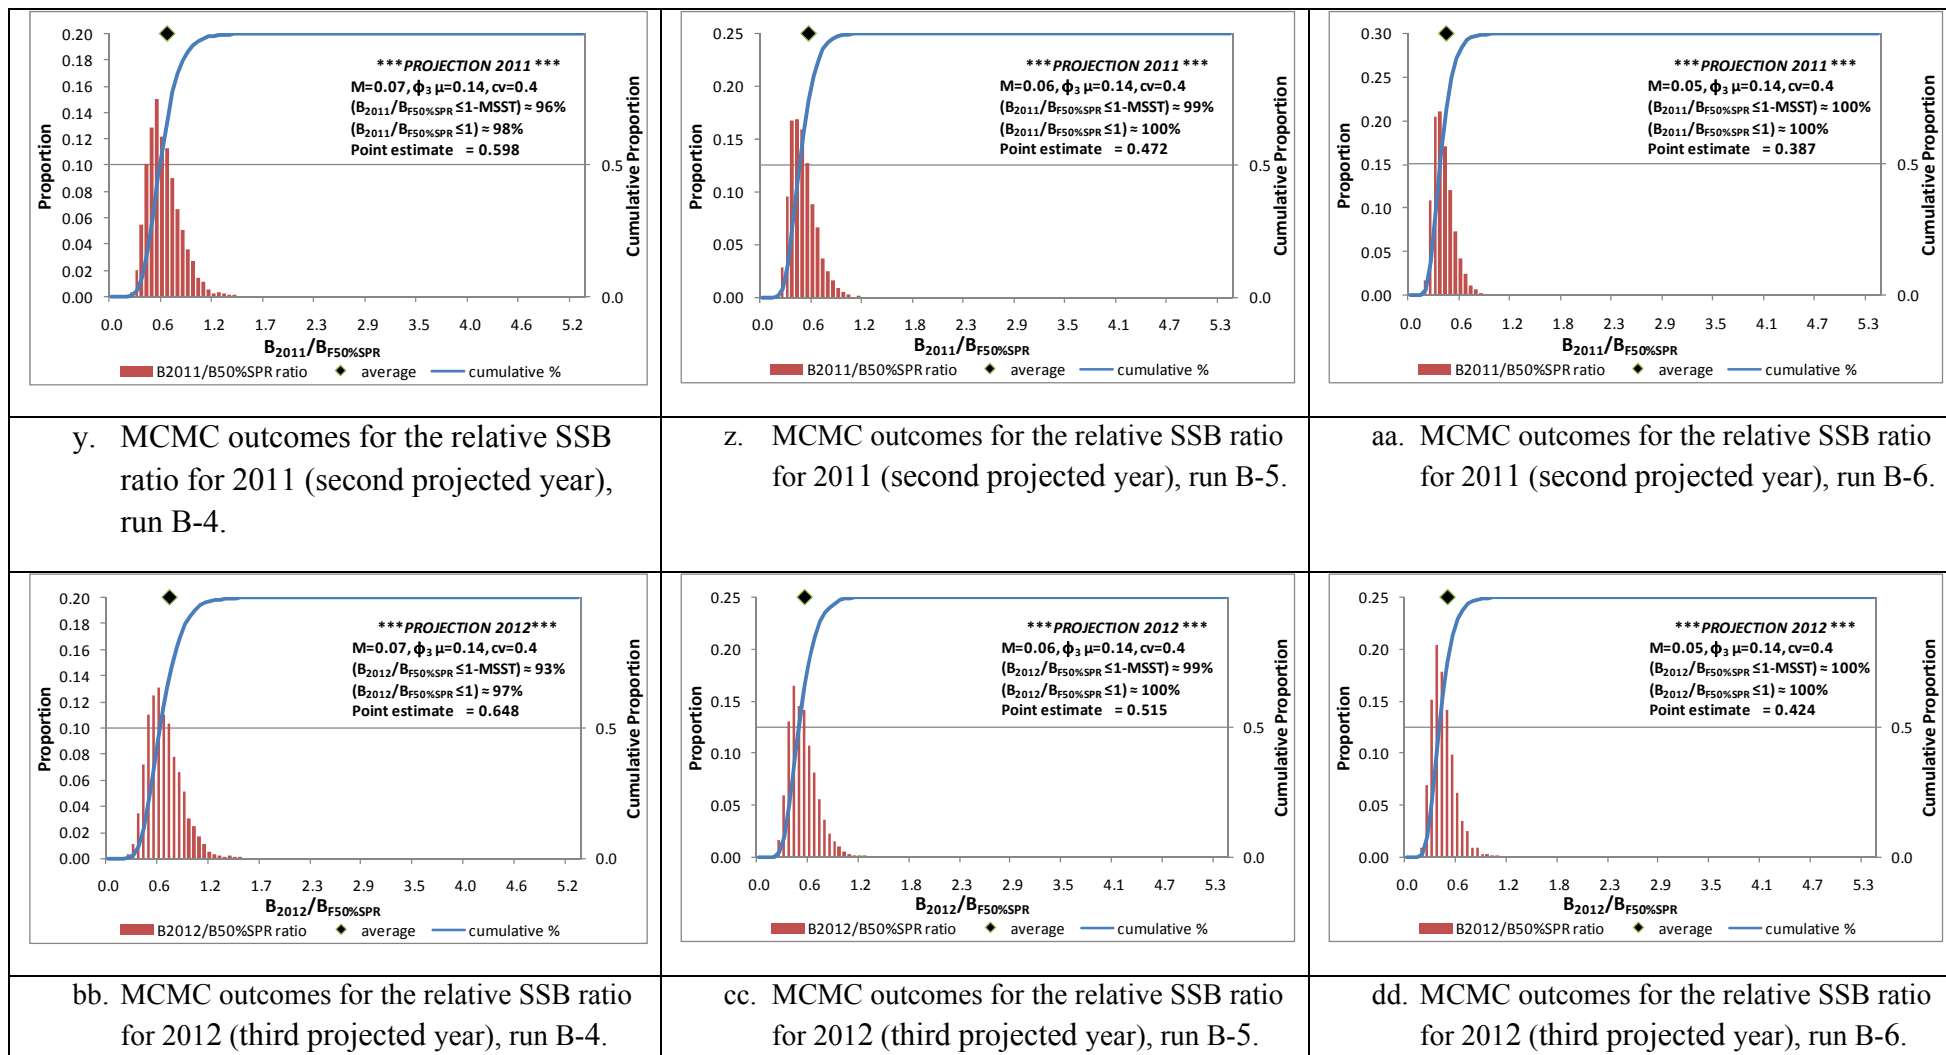 0.20
0.18
0.16
0.14
0.12
0.10
0.08
0.06
0.04
0.02
0.00
Proportion
***PROJECTION 2011 ***
M=0.07, ϕ3 μ=0.14, cv=0.4
(B2011/BF50%SPR ≤1-MSST) ≈ 96%
(B2011/BF50%SPR ≤1) ≈ 98%
Point estimate = 0.598
0.5
0.0
Cumulative Proportion
0.0 0.6 1.2 1.7 2.3 2.9 3.5 4.0 4.6 5.2
B2011/BF50%SPR
B2011/B50%SPR ratio average cumulative %
0.25
0.20
0.15
0.10
0.05
0.00
Proportion
***PROJECTION 2011 ***
M=0.06, ϕ3 μ=0.14, cv=0.4
(B2011/BF50%SPR ≤1-MSST) ≈ 99%
(B2011/BF50%SPR ≤1) ≈ 100%
Point estimate = 0.472
0.5
0.0
Cumulative Proportion
0.0 0.6 1.2 1.8 2.3 2.9 3.5 4.1 4.7 5.3
B2011/BF50%SPR
B2011/B50%SPR ratio average cumulative %
0.30
0.25
0.20
0.15
0.10
0.05
0.00
Proportion
***PROJECTION 2011 ***
M=0.05, ϕ3 μ=0.14, cv=0.4
(B2011/BF50%SPR ≤1-MSST) ≈ 100%
(B2011/BF50%SPR ≤1) ≈ 100%
Point estimate = 0.387
0.5
0.0
Cumulative Proportion
0.0 0.6 1.2 1.8 2.3 2.9 3.5 4.1 4.7 5.3
B2011/BF50%SPR
B2011/B50%SPR ratio average cumulative %
y. MCMC outcomes for the relative SSB
ratio for 2011 (second projected year),
run B-4.
z. MCMC outcomes for the relative SSB ratio
for 2011 (second projected year), run B-5.
aa. MCMC outcomes for the relative SSB ratio
for 2011 (second projected year), run B-6.
0.20
0.18
0.16
0.14
0.12
0.10
0.08
0.06
0.04
0.02
0.00
Proportion
***PROJECTION 2012***
M=0.07, ϕ3 μ=0.14, cv=0.4
(B2012/BF50%SPR ≤1-MSST) ≈ 93%
(B2012/BF50%SPR ≤1) ≈ 97%
Point estimate = 0.648
0.5
0.0
Cumulative Proportion
0.0 0.6 1.2 1.7 2.3 2.9 3.5 4.0 4.6 5.2
B2012/BF50%SPR
B2012/B50%SPR ratio average cumulative %
0.25
0.20
0.15
0.10
0.05
0.00
Proportion
***PROJECTION 2012 ***
M=0.06, ϕ3 μ=0.14, cv=0.4
(B2012/BF50%SPR ≤1-MSST) ≈ 99%
(B2012/BF50%SPR ≤1) ≈ 100%
Point estimate = 0.515
0.5
0.0
Cumulative Proportion
0.0 0.6 1.2 1.8 2.3 2.9 3.5 4.1 4.7 5.3
B2012/BF50%SPR
B2012/B50%SPR ratio average cumulative %
0.25
0.20
0.15
0.10
0.05
0.00
Proportion
***PROJECTION 2012 ***
M=0.05, ϕ3 μ=0.14, cv=0.4
(B2012/BF50%SPR ≤1-MSST) ≈ 100%
(B2012/BF50%SPR ≤1) ≈ 100%
Point estimate = 0.424
0.5
0.0
Cumulative Proportion
0.0 0.6 1.2 1.8 2.3 2.9 3.5 4.1 4.7 5.3
B2012/BF50%SPR
B2012/B50%SPR ratio average cumulative %
bb. MCMC outcomes for the relative SSB ratio
for 2012 (third projected year), run B-4.
cc. MCMC outcomes for the relative SSB ratio
for 2012 (third projected year), run B-5.
dd. MCMC outcomes for the relative SSB ratio
for 2012 (third projected year), run B-6.